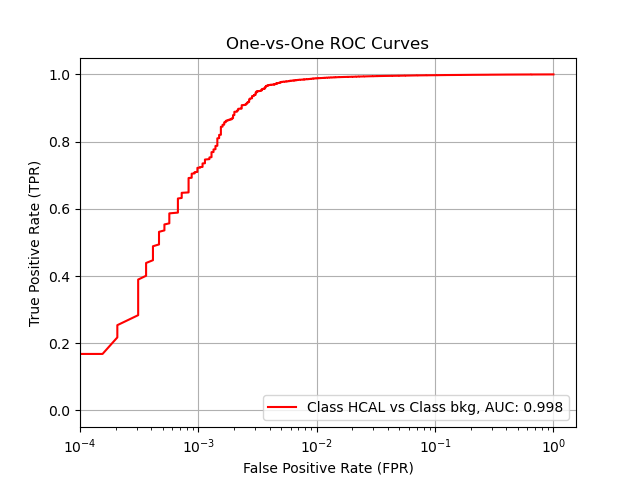 One-vs-One ROC Curves
True Positive Rate (TPR)
1.0
0.8
0.6
0.4
0.2
0.0
Class HCAL vs Class bkg, AUC: 0.998
10⁻⁴
10⁻³
10⁻²
10⁻¹
10⁰
False Positive Rate (FPR)